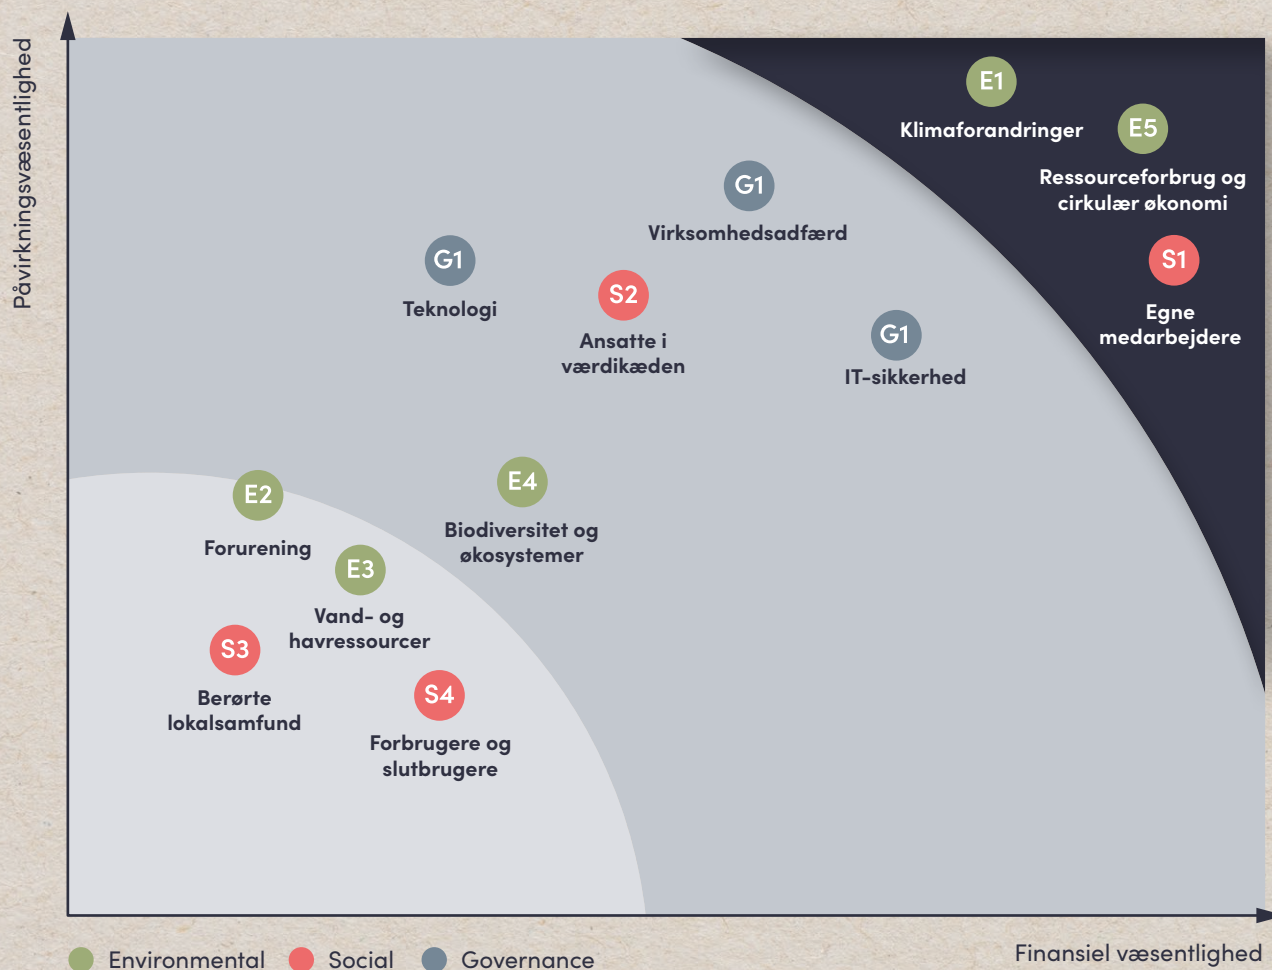 Påvirkningsvæsentlighed
E1
Klimaforandringer
E5
Ressourceforbrug og
cirkulær økonomi
G1
Virksomhedsadfærd
G1
Teknologi
S1
Egne
medarbejdere
S2
Ansatte i
værdikæden
G1
IT-sikkerhed
E2
Forurening
E4
Biodiversitet og
økosystemer
E3
Vand- og
havressourcer
S3
Berørte
lokalsamfund
S4
Forbrugere og
slutbrugere
Environmental
Social
Governance
Finansiel væsentlighed